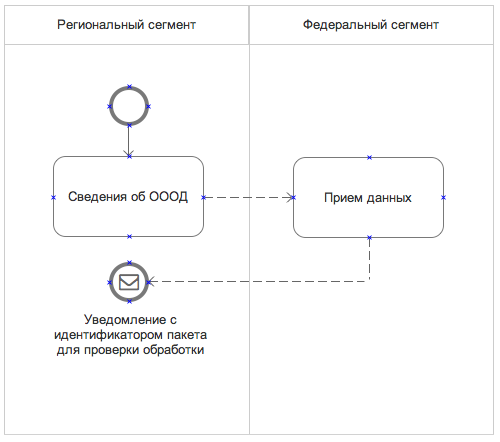 Региональный сегмент
Федеральный сегмент
Сведения об ОООД
Прием данных
Уведомление с
идентификатором пакета
для проверки обработки